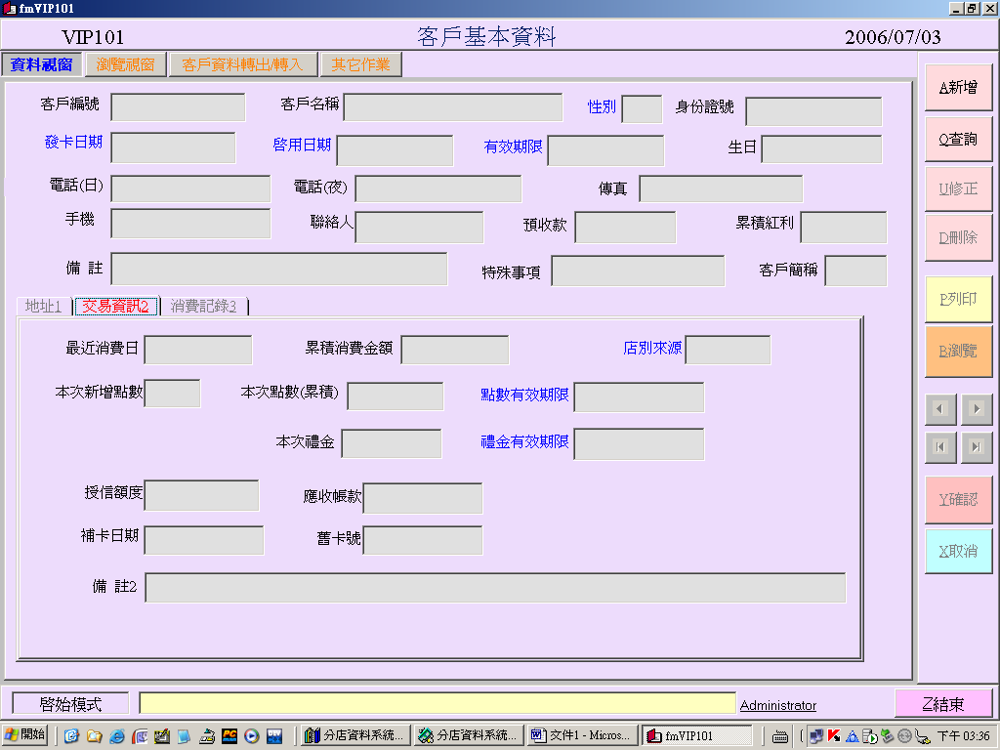 fmVIP101
VIP101 客戶基本資料 2006/07/03
資料視窗 瀏覽視窗 客戶資料轉出/轉入 其它作業
客戶編號 客戶名稱 性別 身份證號
發卡日期 啓用日期 有效期限 生日
電話(日) 電話(夜) 傳真
手機 聯絡人 預收款 累積紅利
備 註 特殊事項 客戶簡稱
地址1 交易資訊2 消費記錄3
最近消費日 累積消費金額 店別來源
本次新增點數 本次點數(累積) 點數有效期限
本次禮金 禮金有效期限
授信額度 應收帳款
補卡日期 舊卡號
備 註2
A新增
Q查詢
U修正
D刪除
P列印
B瀏覽
Y確認
X取消
啓始模式 Administrator Z結束
開始 分店資料系統... 分店資料系統... 文件1 - Micros... fmVIP101 下午 03:36